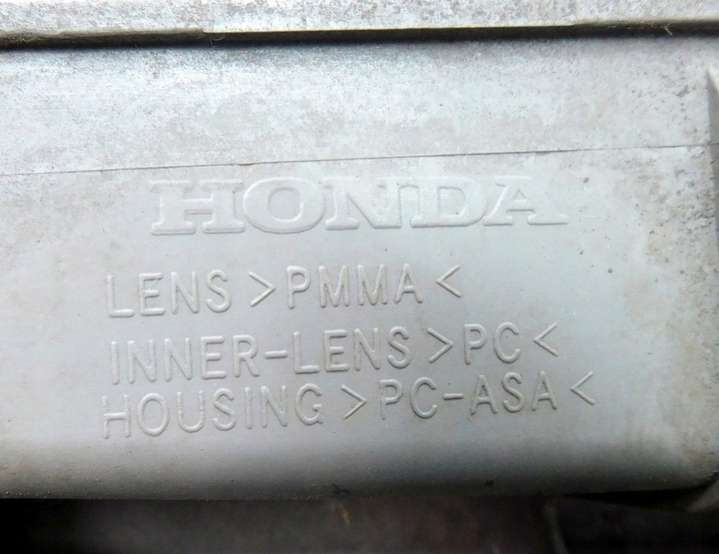 HONDA
LENS >PMMA<
INNER-LENS >PC<
HOUSING >PC-ASA<